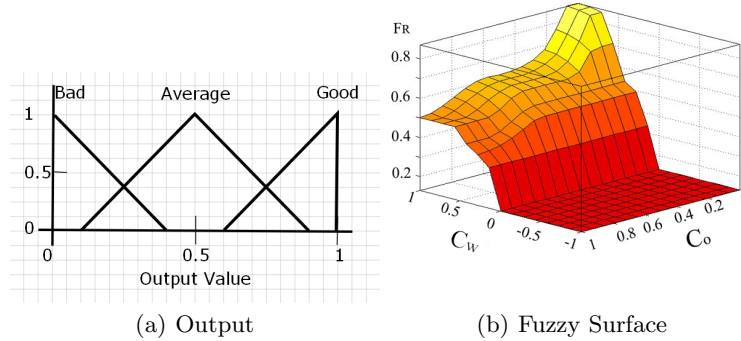 Bad Average Good
1
0.5
0
0 0.5 1
Output Value
(a) Output
FR
0.8
0.6
0.4
0.2
1 0.5 0 -0.5 -1
CW
1 0.8 0.6 0.4 0.2
Co
(b) Fuzzy Surface